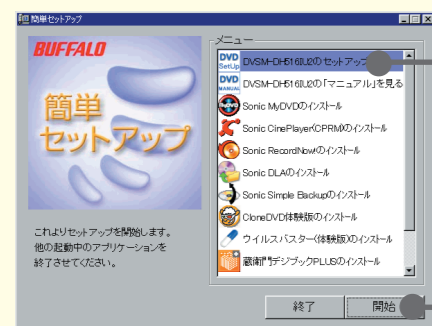 簡単セットアップ
BUFFALO
簡単
セットアップ
これよりセットアップを開始します。
他の起動中のアプリケーションを
終了させてください。
メニュー
DVD SetUp DVSM-DH516IU2のセットアップ
DVD MANUAL DVSM-DH516IU2の「マニュアル」を見る
Sonic MyDVDのインストール
Sonic CinePlayer(CPRM)のインストール
Sonic RecordNow!のインストール
Sonic DLAのインストール
Sonic Simple Backupのインストール
CloneDVD体験版のインストール
ウイルスバスター(体験版)のインストール
蔵衛門デジブックPLUSのインストール
終了
開始